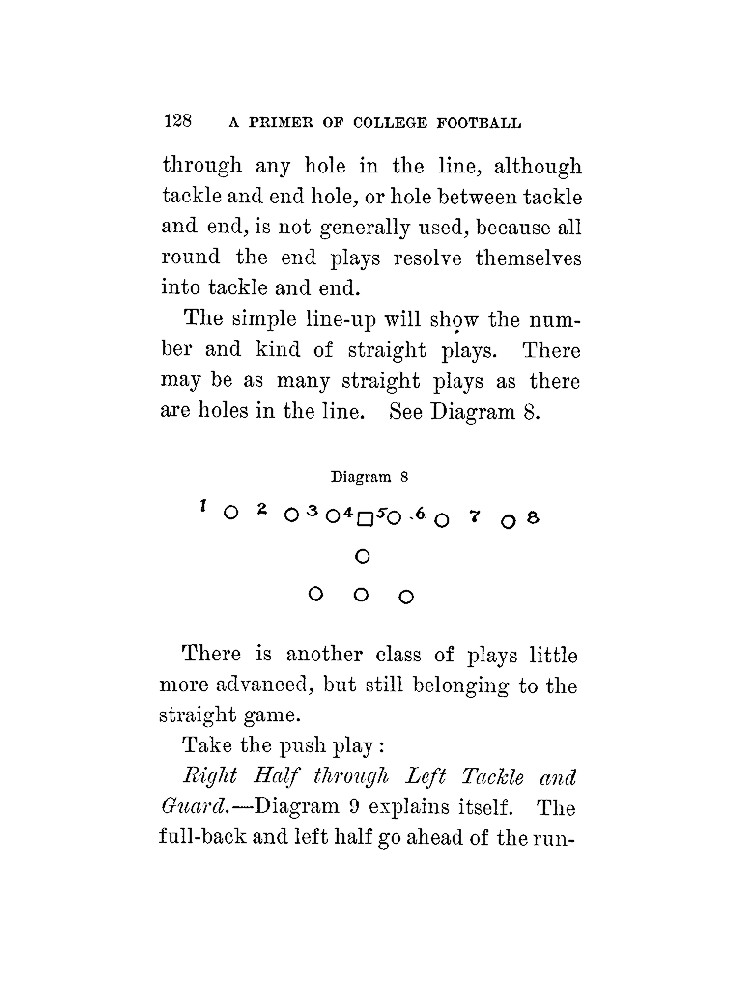 128 A PRIMER OF COLLEGE FOOTBALL
through any hole in the line, although
tackle and end hole, or hole between tackle
and end, is not generally used, because all
round the end plays resolve themselves
into tackle and end.
The simple line-up will show the num-
ber and kind of straight plays. There
may be as many straight plays as there
are holes in the line. See Diagram 8.
Diagram 8
1 2 3 4 5 6 7 8
There is another class of plays little
more advanced, but still belonging to the
straight game.
Take the push play :
Right Half through Left Tackle and
Guard.—Diagram 9 explains itself. The
full-back and left half go ahead of the run-